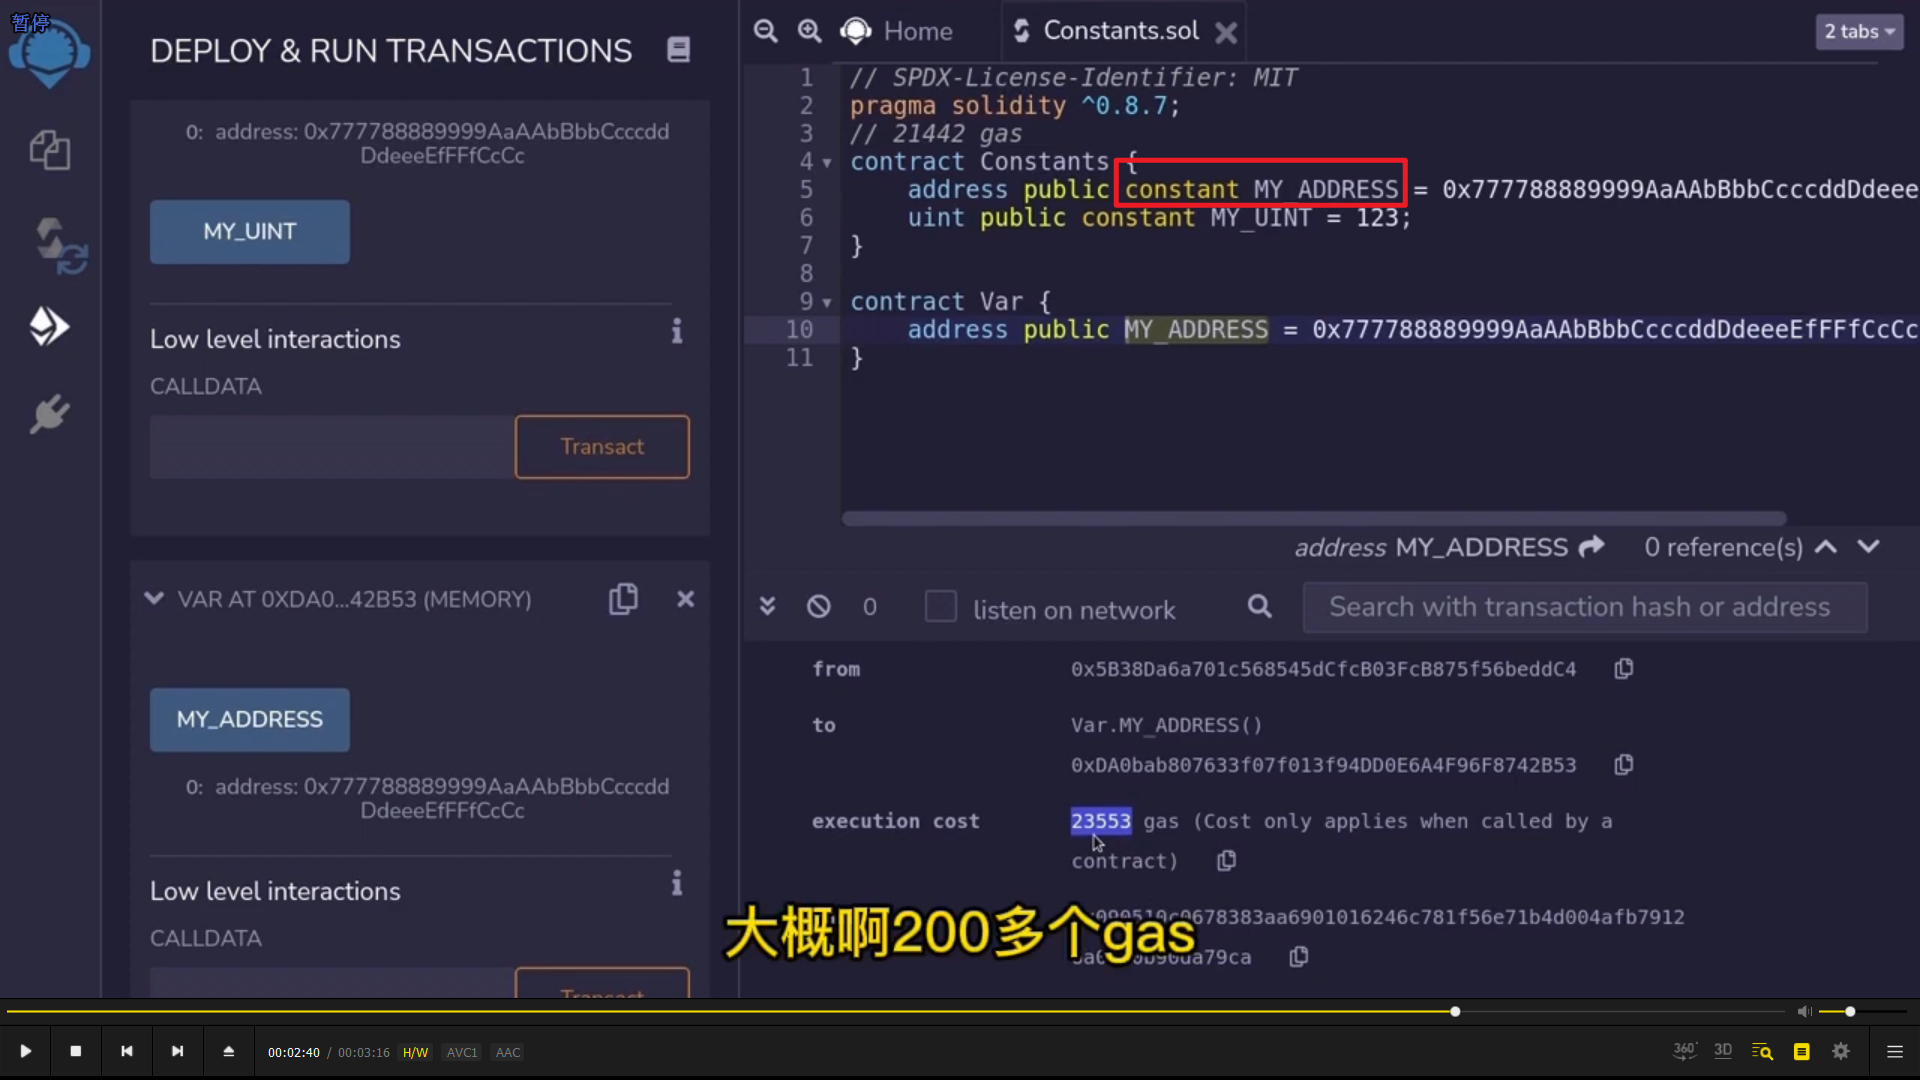 暂停
DEPLOY & RUN TRANSACTIONS
0: address: 0x777788889999AaAAbBbbCcccdd
DdeeeEfFFfCcCc
MY_UINT
Low level interactions
CALLDATA
Transact
VAR AT 0XDA0...42B53 (MEMORY)
MY_ADDRESS
0: address: 0x777788889999AaAAbBbbCcccdd
DdeeeEfFFfCcCc
Low level interactions
CALLDATA
Transact
Home
Constants.sol
2 tabs
1 // SPDX-License-Identifier: MIT
2 pragma solidity ^0.8.7;
3 // 21442 gas
4 contract Constants {
5 address public constant MY_ADDRESS = 0x777788889999AaAAbBbbCcccddDdeee
6 uint public constant MY_UINT = 123;
7 }
8
9 contract Var {
10 address public MY_ADDRESS = 0x777788889999AaAAbBbbCcccddDdeeeEfFFfCcCc
11 }
address MY_ADDRESS 0 reference(s)
0 listen on network Search with transaction hash or address
from 0x5B38Da6a701c568545dCfcB03FcB875f56beddC4
to Var.MY_ADDRESS()
0xDA0bab807633f07f013f94DD0E6A4F96F8742B53
execution cost 23553 gas (Cost only applies when called by a
contract)
大概啊200多个gas
00:02:40 / 00:03:16 H/W AVC1 AAC
360° 3D